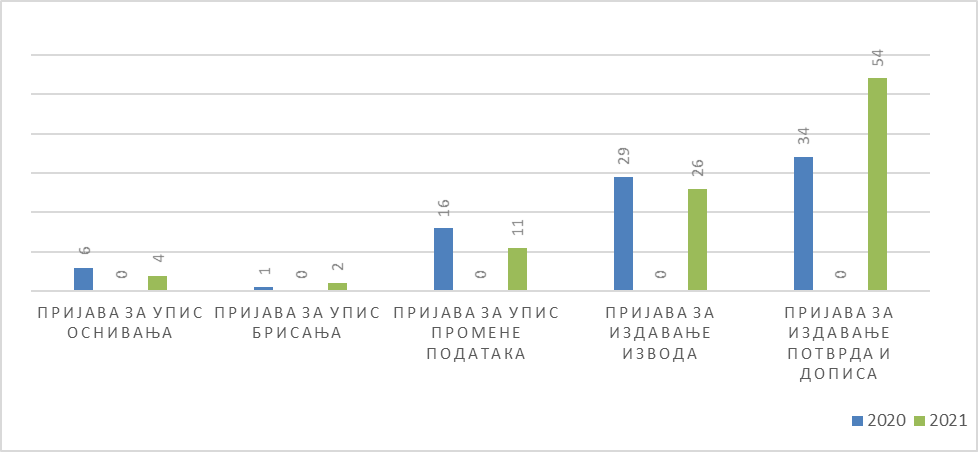 54
34
29
26
16
11
6
4
1
2
0
0
0
0
0
ПРИЈАВА ЗА УПИС
ОСНИВАЊА
ПРИЈАВА ЗА УПИС
БРИСАЊА
ПРИЈАВА ЗА УПИС
ПРОМЕНЕ
ПОДАТАКА
ПРИЈАВА ЗА
ИЗДАВАЊЕ
ИЗВОДА
ПРИЈАВА ЗА
ИЗДАВАЊЕ
ПОТВРДА И
ДОПИСА
2020
2021